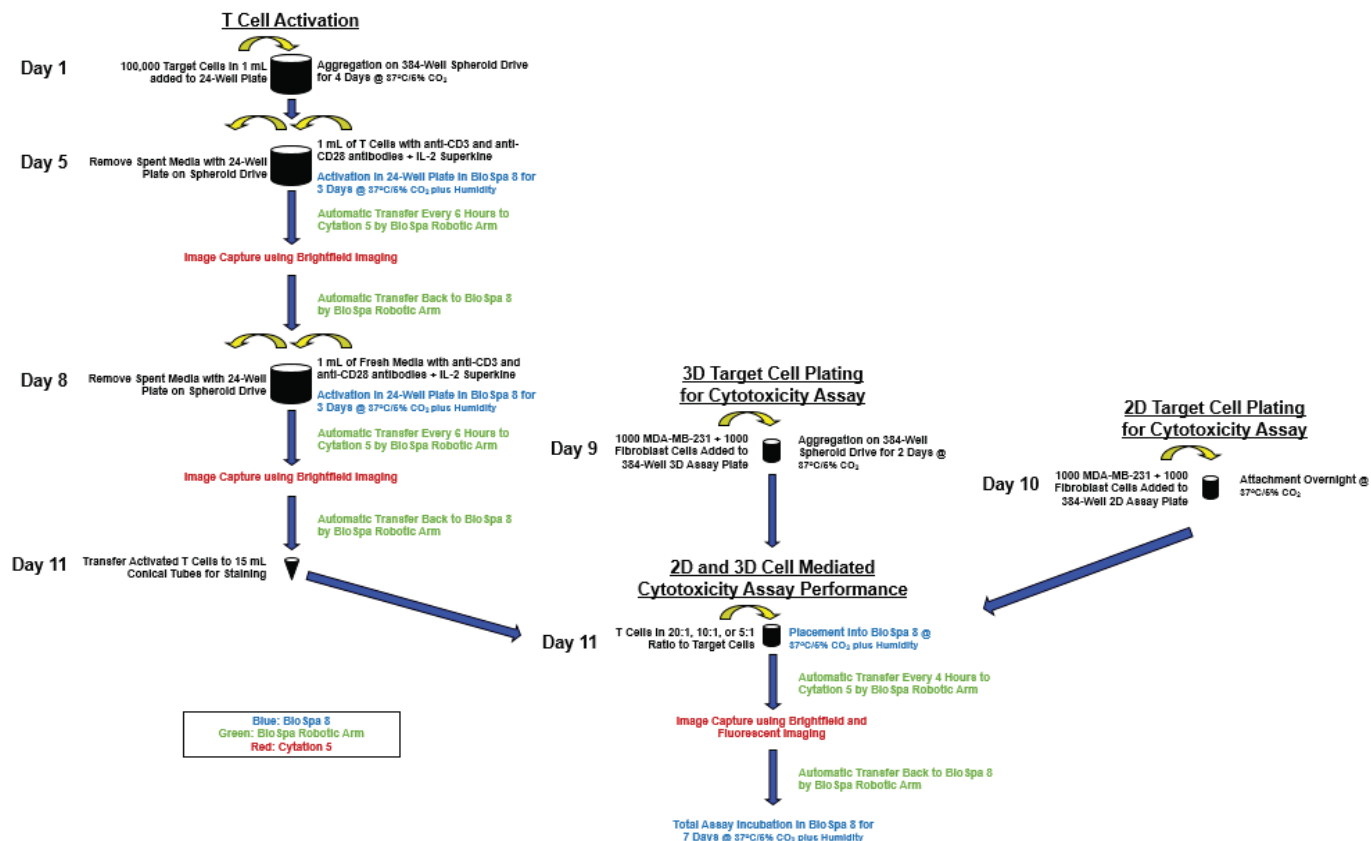 T Cell Activation
Day 1
100,000 Target Cells in 1 mL
added to 24-Well Plate
Aggregation on 384-Well Spheroid Drive
for 4 Days @ 37ºC/5% CO₂
Day 5
Remove Spent Media with 24-Well
Plate on Spheroid Drive
1 mL of T Cells with anti-CD3 and anti-
CD28 antibodies + IL-2 Superkine
Activation in 24-Well Plate in BioSpa 8 for
3 Days @ 37ºC/5% CO₂ plus Humidity
Automatic Transfer Every 6 Hours to
Cytation 5 by BioSpa Robotic Arm
Image Capture using Brightfield Imaging
Automatic Transfer Back to BioSpa 8
by BioSpa Robotic Arm
Day 8
Remove Spent Media with 24-Well
Plate on Spheroid Drive
1 mL of Fresh Media with anti-CD3 and
anti-CD28 antibodies + IL-2 Superkine
Activation in 24-Well Plate in BioSpa 8 for
3 Days @ 37ºC/5% CO₂ plus Humidity
Automatic Transfer Every 6 Hours to
Cytation 5 by BioSpa Robotic Arm
Image Capture using Brightfield Imaging
Automatic Transfer Back to BioSpa 8
by BioSpa Robotic Arm
Day 11
Transfer Activated T Cells to 15 mL
Conical Tubes for Staining
3D Target Cell Plating
for Cytotoxicity Assay
Day 9
1000 MDA-MB-231 + 1000
Fibroblast Cells Added to
384-Well 3D Assay Plate
Aggregation on 384-Well
Spheroid Drive for 2 Days @
37ºC/5% CO₂
2D Target Cell Plating
for Cytotoxicity Assay
Day 10
1000 MDA-MB-231 + 1000
Fibroblast Cells Added to
384-Well 2D Assay Plate
Attachment Overnight @
37ºC/5% CO₂
2D and 3D Cell Mediated
Cytotoxicity Assay Performance
Day 11
T Cells in 20:1, 10:1, or 5:1
Ratio to Target Cells
Placement into BioSpa 8 @
37ºC/5% CO₂ plus Humidity
Automatic Transfer Every 4 Hours to
Cytation 5 by BioSpa Robotic Arm
Image Capture using Brightfield and
Fluorescent Imaging
Automatic Transfer Back to BioSpa 8
by BioSpa Robotic Arm
Total Assay Incubation in BioSpa 8 for
7 Days @ 37ºC/5% CO₂ plus Humidity
Blue: BioSpa 8
Green: BioSpa Robotic Arm
Red: Cytation 5